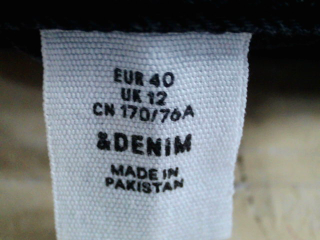 EUR 40
UK 12
CN 170/76A
&DENIM
MADE IN
PAKISTAN